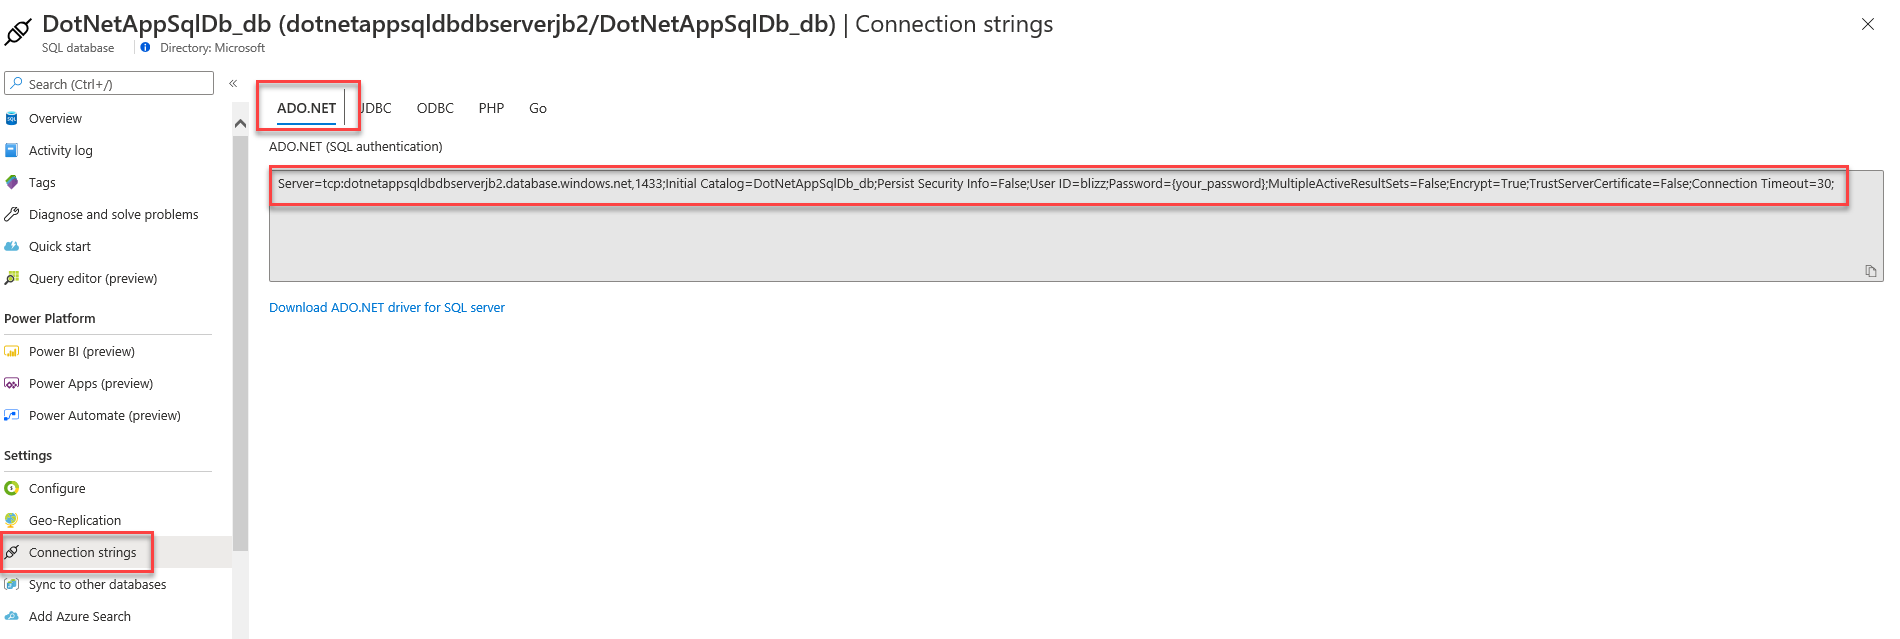 DotNetAppSqlDb_db (dotnetappsqldbdbserverjb2/DotNetAppSqlDb_db) | Connection strings
SQL database
Directory: Microsoft
Search (Ctrl+/)
«
Overview
Activity log
Tags
Diagnose and solve problems
Quick start
Query editor (preview)
Power Platform
Power BI (preview)
Power Apps (preview)
Power Automate (preview)
Settings
Configure
Geo-Replication
Connection strings
Sync to other databases
Add Azure Search
ADO.NET JDBC ODBC PHP Go
ADO.NET (SQL authentication)
Server=tcp:dotnetappsqldbdbserverjb2.database.windows.net,1433;Initial Catalog=DotNetAppSqlDb_db;Persist Security Info=False;User ID=blizz;Password={your_password};MultipleActiveResultSets=False;Encrypt=True;TrustServerCertificate=False;Connection Timeout=30;
Download ADO.NET driver for SQL server